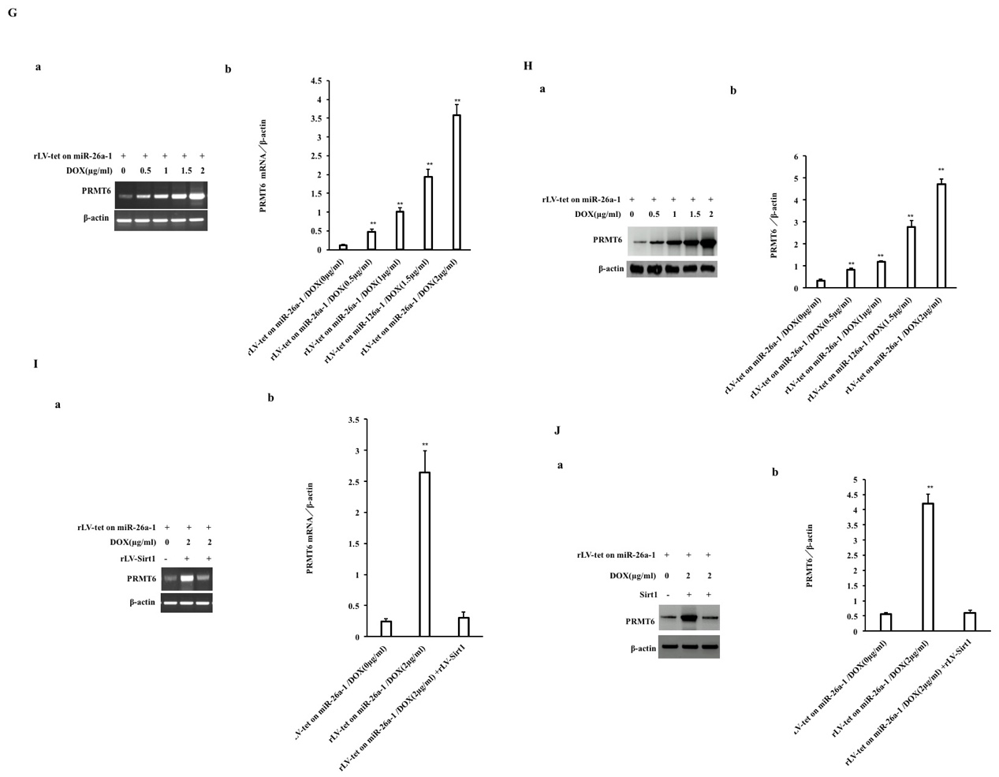 G
a
rLV-tet on miR-26a-1 + + + + +
DOX(μg/ml) 0 0.5 1 1.5 2
PRMT6
β-actin
b
PRMT6 mRNA／β-actin
4.5
4
3.5
3
2.5
2
1.5
1
0.5
0
**
**
**
**
rLV-tet on miR-26a-1 /DOX(0μg/ml)
rLV-tet on miR-26a-1 /DOX(0.5μg/ml)
rLV-tet on miR-26a-1 /DOX(1μg/ml)
rLV-tet on miR-126a-1 /DOX(1.5μg/ml)
rLV-tet on miR-26a-1 /DOX(2μg/ml)
H
a
rLV-tet on miR-26a-1 + + + + +
DOX(μg/ml) 0 0.5 1 1.5 2
PRMT6
β-actin
b
PRMT6 ／β-actin
6
5
4
3
2
1
0
**
**
**
**
rLV-tet on miR-26a-1 /DOX(0μg/ml)
rLV-tet on miR-26a-1 /DOX(0.5μg/ml)
rLV-tet on miR-26a-1 /DOX(1μg/ml)
rLV-tet on miR-126a-1 /DOX(1.5μg/ml)
rLV-tet on miR-26a-1 /DOX(2μg/ml)
I
a
rLV-tet on miR-26a-1 + + +
DOX(μg/ml) 0 2 2
rLV-Sirt1 - + +
PRMT6
β-actin
b
PRMT6 mRNA／β-actin
3.5
3
2.5
2
1.5
1
0.5
0
**
LV-tet on miR-26a-1 /DOX(0μg/ml)
rLV-tet on miR-26a-1 /DOX(2μg/ml)
rLV-tet on miR-26a-1 /DOX(2μg/ml) +rLV-Sirt1
J
a
rLV-tet on miR-26a-1 + + +
DOX(μg/ml) 0 2 2
Sirt1 - + +
PRMT6
β-actin
b
PRMT6／β-actin
5
4.5
4
3.5
3
2.5
2
1.5
1
0.5
0
**
LV-tet on miR-26a-1 /DOX(0μg/ml)
rLV-tet on miR-26a-1 /DOX(2μg/ml)
rLV-tet on miR-26a-1 /DOX(2μg/ml) +rLV-Sirt1